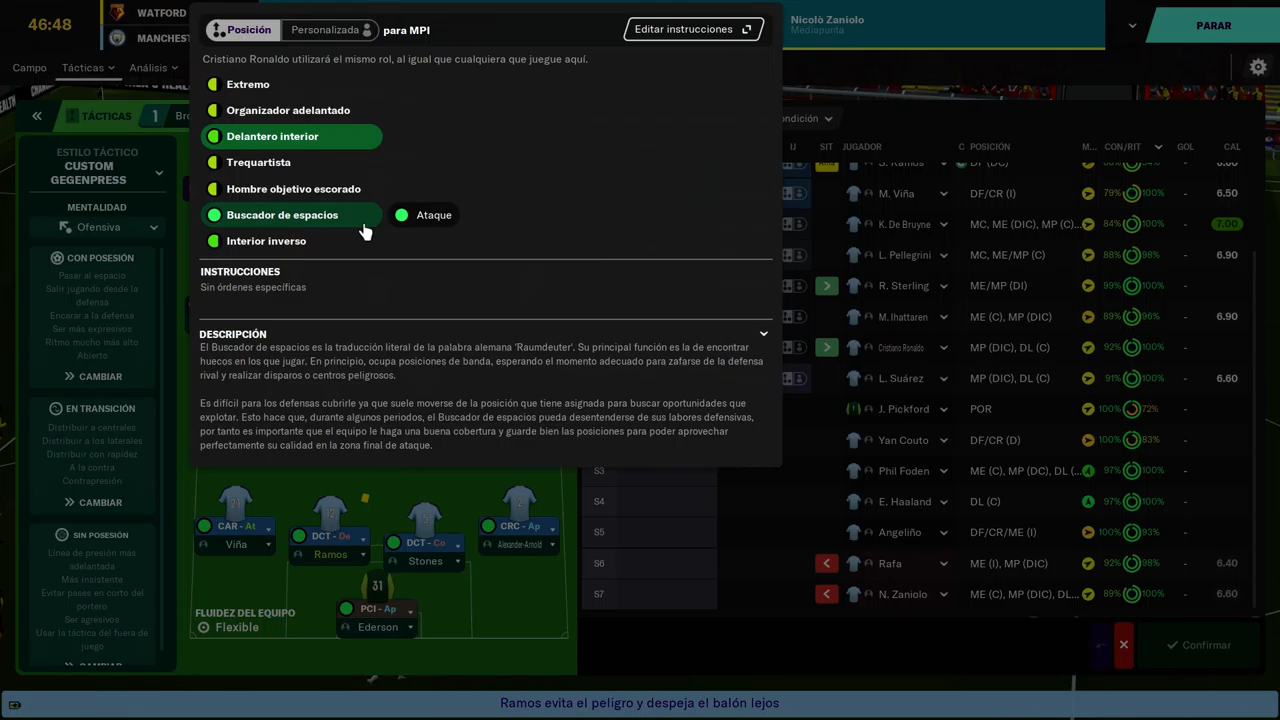 46:48
WATFORD
MANCHES
Posición
Personalizada
para MPI
Editar instrucciones
Nicolò Zaniolo
Mediapunta
PARAR
Campo
Tácticas
Análisis
Cristiano Ronaldo utilizará el mismo rol, al igual que cualquiera que juegue aquí.
Extremo
Organizador adelantado
Delantero interior
Trequartista
Hombre objetivo escorado
Buscador de espacios
Ataque
Interior inverso
INSTRUCCIONES
Sin órdenes específicas
DESCRIPCIÓN
El Buscador de espacios es la traducción literal de la palabra alemana 'Raumdeuter'. Su principal función es la de encontrar
huecos en los que jugar. En principio, ocupa posiciones de banda, esperando el momento adecuado para zafarse de la defensa
rival y realizar disparos o centros peligrosos.
Es difícil para los defensas cubrirle ya que suele moverse de la posición que tiene asignada para buscar oportunidades que
explotar. Esto hace que, durante algunos periodos, el Buscador de espacios pueda desentenderse de sus labores defensivas,
por tanto es importante que el equipo le haga una buena cobertura y guarde bien las posiciones para poder aprovechar
perfectamente su calidad en la zona final de ataque.
TÁCTICAS
1
Bro
ESTILO TÁCTICO
CUSTOM
GEGENPRESS
MENTALIDAD
Ofensiva
CON POSESIÓN
Pasar al espacio
Salir jugando desde la
defensa
Encarar a la defensa
Ser más expresivos
Ritmo mucho más alto
Abierto
CAMBIAR
EN TRANSICIÓN
Distribuir a centrales
Distribuir a los laterales
Distribuir con rapidez
A la contra
Contrapresión
CAMBIAR
SIN POSESIÓN
Línea de presión más
adelantada
Más insistente
Evitar pases en corto del
portero
Ser agresivos
Usar la táctica del fuera de
juego
21
CAR - At
Viña
12
DCT - De
Ramos
5
DCT - Co
Stones
2
CRC - Ap
Alexander-Arnold
31
PCI - Ap
Ederson
FLUIDEZ DEL EQUIPO
Flexible
ndición
IJ SIT JUGADOR C POSICIÓN M... CON/RIT GOL CAL
S. Ramos DF (DC) 6.60
M. Viña DF/CR (I) 79% 100% 6.50
K. De Bruyne MC, ME/MP (D), MP (C)... 88% 98% - 7.00
L. Pellegrini MC, ME/MP (C) 88% 98% - 6.90
R. Sterling ME/MP (DI) 99% 100% -
M. Ihattaren ME (C), MP (DIC) 89% 96% - 6.90
Cristiano Ronaldo MP (DIC), DL (C) 92% 100% -
L. Suárez MP (DC), DL (C) 91% 100% - 6.60
J. Pickford POR 100% 72% -
Yan Couto DF/CR (D) 100% 83% -
Phil Foden ME (C), MP (DIC), DL (... 97% 100% -
S3
S4 E. Haaland DL (C) 97% 100% -
S5 Angeliño DF/CR/ME (I) 100% 93% -
S6 Rafa ME (I), MP (DIC) 92% 98% - 6.40
S7 N. Zaniolo ME (C), MP (DIC), DL... 89% 100% - 6.60
Confirmar
Ramos evita el peligro y despeja el balón lejos